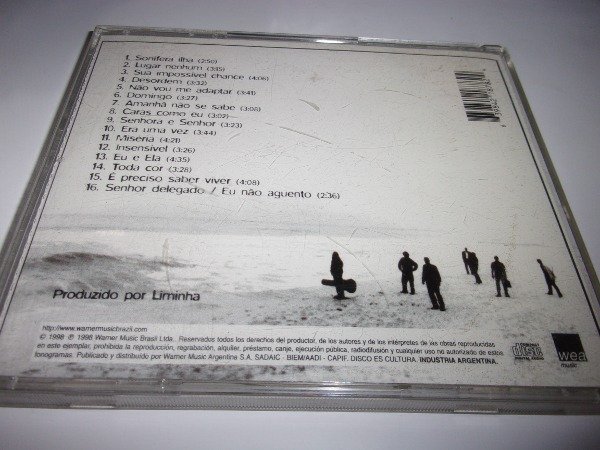 1. Sonífera ilha (2:50)
2. Lugar nenhum (3:15)
3. Sua impossível chance (4:06)
4. Desordem (3:32)
5. Não vou me adaptar (3:41)
6. Domingo (3:27)
7. Amanhã não se sabe (3:08)
8. Caras como eu (3:02)
9. Senhora e Senhor (3:23)
10. Era uma vez (3:44)
11. Miséria (4:21)
12. Insensível (3:26)
13. Eu e Ela (4:35)
14. Toda cor (3:28)
15. É preciso saber viver (4:08)
16. Senhor delegado / Eu não aguento (2:36)
Produzido por Liminha
http://www.warnermusicbrazil.com
© 1998 ℗ 1998 Warner Music Brasil Ltda.. Reservados todos los derechos del productor, de los autores y de los intérpretes de las obras reproducidas
en este ejemplar, prohibida la reproducción, regrabación, alquiler, préstamo, canje, ejecución pública, radiodifusión y cualquier uso no autorizado de estos
fonogramas. Publicado y distribuido por Warner Music Argentina S.A. SADAIC - BIEM/AADI - CAPIF. DISCO ES CULTURA. INDUSTRIA ARGENTINA.
COMPACT
disc
DIGITAL AUDIO
wea
music